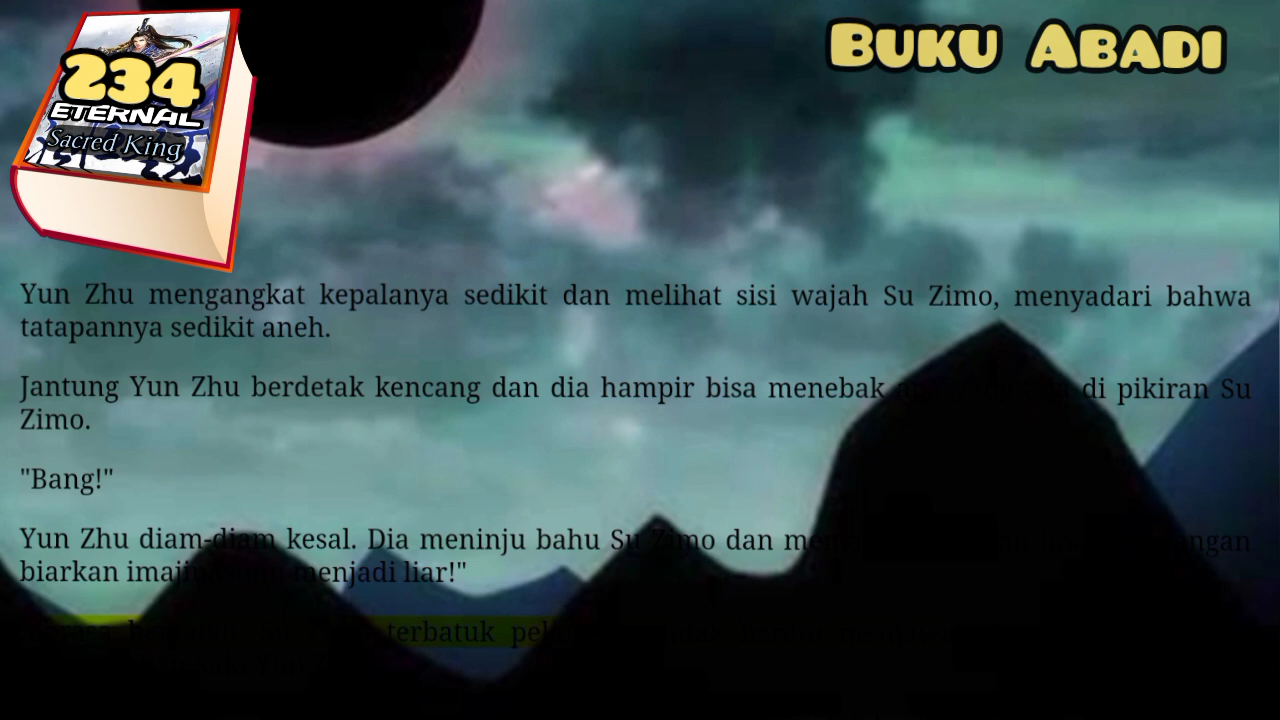 234
ETERNAL
Sacred King
BUKU ABADI
Yun Zhu mengangkat kepalanya sedikit dan melihat sisi wajah Su Zimo, menyadari bahwa
tatapannya sedikit aneh.
Jantung Yun Zhu berdetak kencang dan dia hampir bisa menebak di pikiran Su
Zimo.
"Bang!"
Yun Zhu diam-diam kesal. Dia meninju bahu Su Zimo dan
biarkan menjadi liar!"
terbatuk